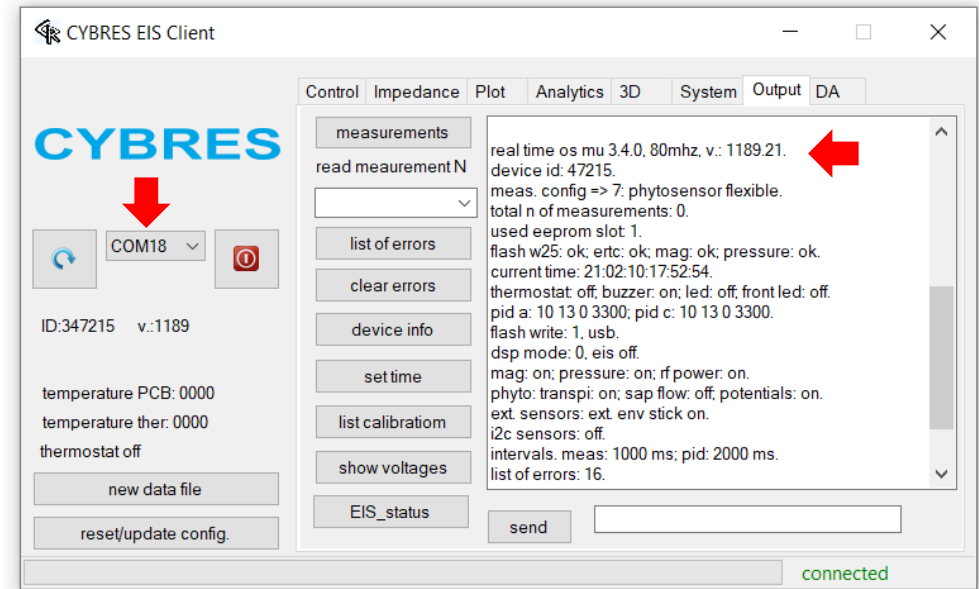 CYBRES EIS Client
Control Impedance Plot Analytics 3D System Output DA
CYBRES
COM18
ID:347215 v.:1189
temperature PCB: 0000
temperature ther: 0000
thermostat off
new data file
reset/update config.
measurements
read meaurement N
list of errors
clear errors
device info
set time
list calibratiom
show voltages
EIS_status
real time os mu 3.4.0, 80mhz, v.: 1189.21.
device id: 47215.
meas. config => 7: phytosensor flexible.
total n of measurements: 0.
used eeprom slot: 1.
flash w25: ok; ertc: ok; mag: ok; pressure: ok.
current time: 21:02:10:17:52:54.
thermostat: off; buzzer: on; led: off; front led: off.
pid a: 10 13 0 3300; pid c: 10 13 0 3300.
flash write: 1, usb.
dsp mode: 0, eis off.
mag: on; pressure: on; rf power: on.
phyto: transpi: on; sap flow: off; potentials: on.
ext. sensors: ext. env stick on.
i2c sensors: off.
intervals. meas: 1000 ms; pid: 2000 ms.
list of errors: 16.
send
connected